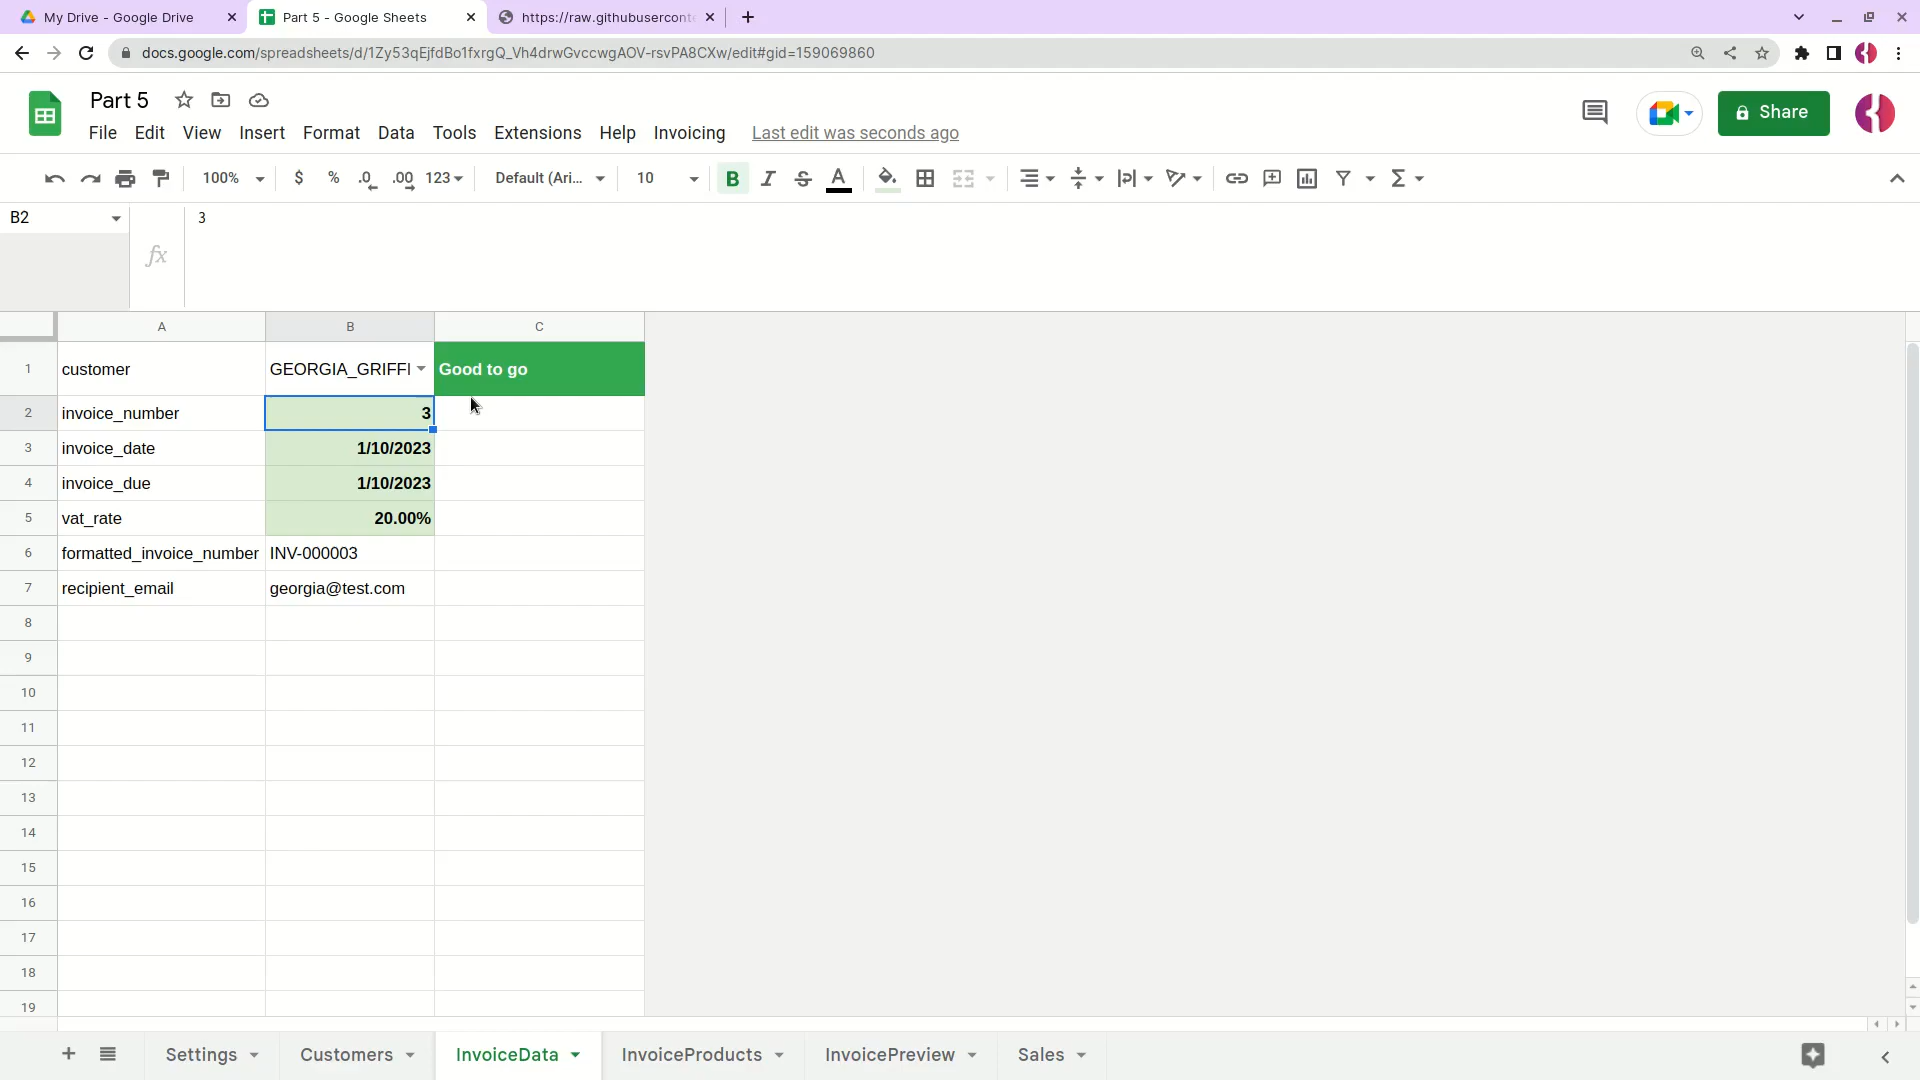 My Drive - Google Drive
Part 5 - Google Sheets
https://raw.githubusercont
docs.google.com/spreadsheets/d/1Zy53qEjfdBo1fxrgQ_Vh4drwGvccwgAOV-rsvPA8CXw/edit#gid=159069860
Part 5
Share
File Edit View Insert Format Data Tools Extensions Help Invoicing Last edit was seconds ago
100% $ % .0 .00 123 Default (Ari... 10 B I S A Σ
B2
fx
3
A B C
1 customer GEORGIA_GRIFFI Good to go
2 invoice_number 3
3 invoice_date 1/10/2023
4 invoice_due 1/10/2023
5 vat_rate 20.00%
6 formatted_invoice_number INV-000003
7 recipient_email georgia@test.com
8
9
10
11
12
13
14
15
16
17
18
19
Settings Customers InvoiceData InvoiceProducts InvoicePreview Sales